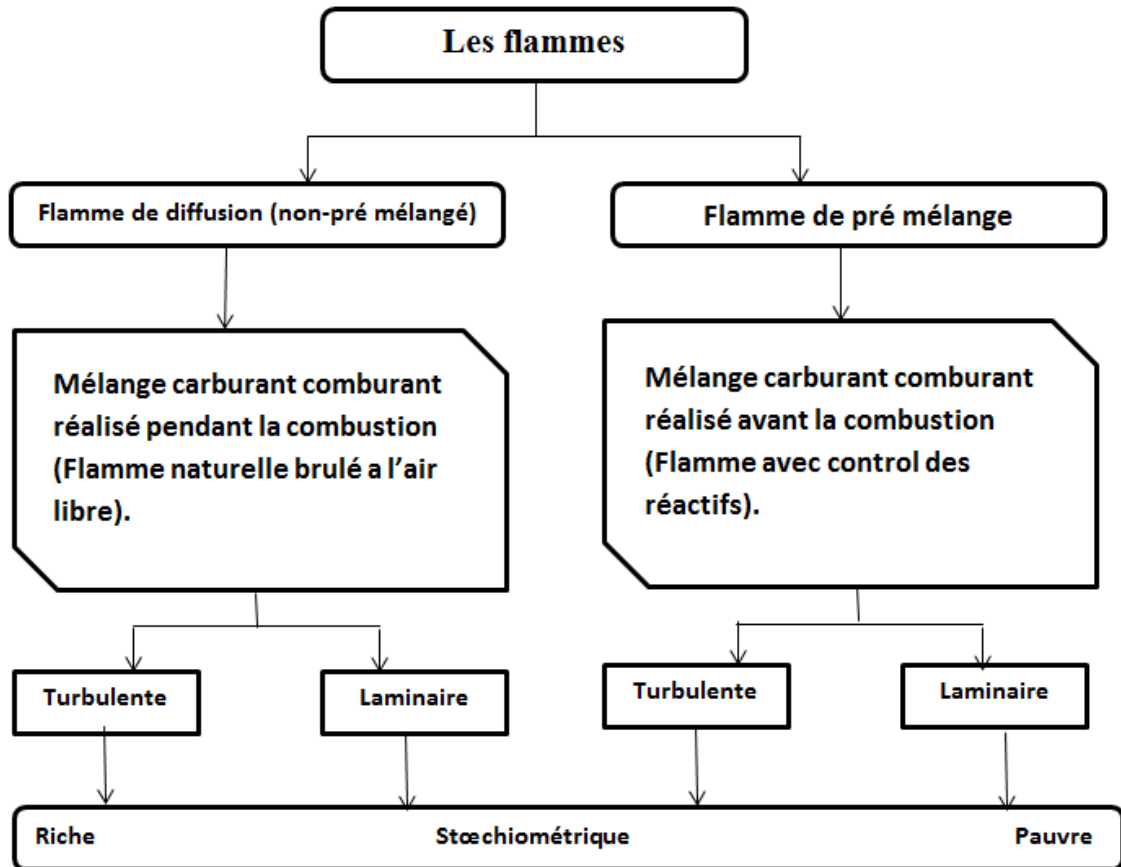 Les flammes
Flamme de diffusion (non-pré mélangé)
Flamme de pré mélange
Mélange carburant comburant
réalisé pendant la combustion
(Flamme naturelle brulé a l'air
libre).
Mélange carburant comburant
réalisé avant la combustion
(Flamme avec control des
réactifs).
Turbulente
Laminaire
Turbulente
Laminaire
Riche Stœchiométrique Pauvre